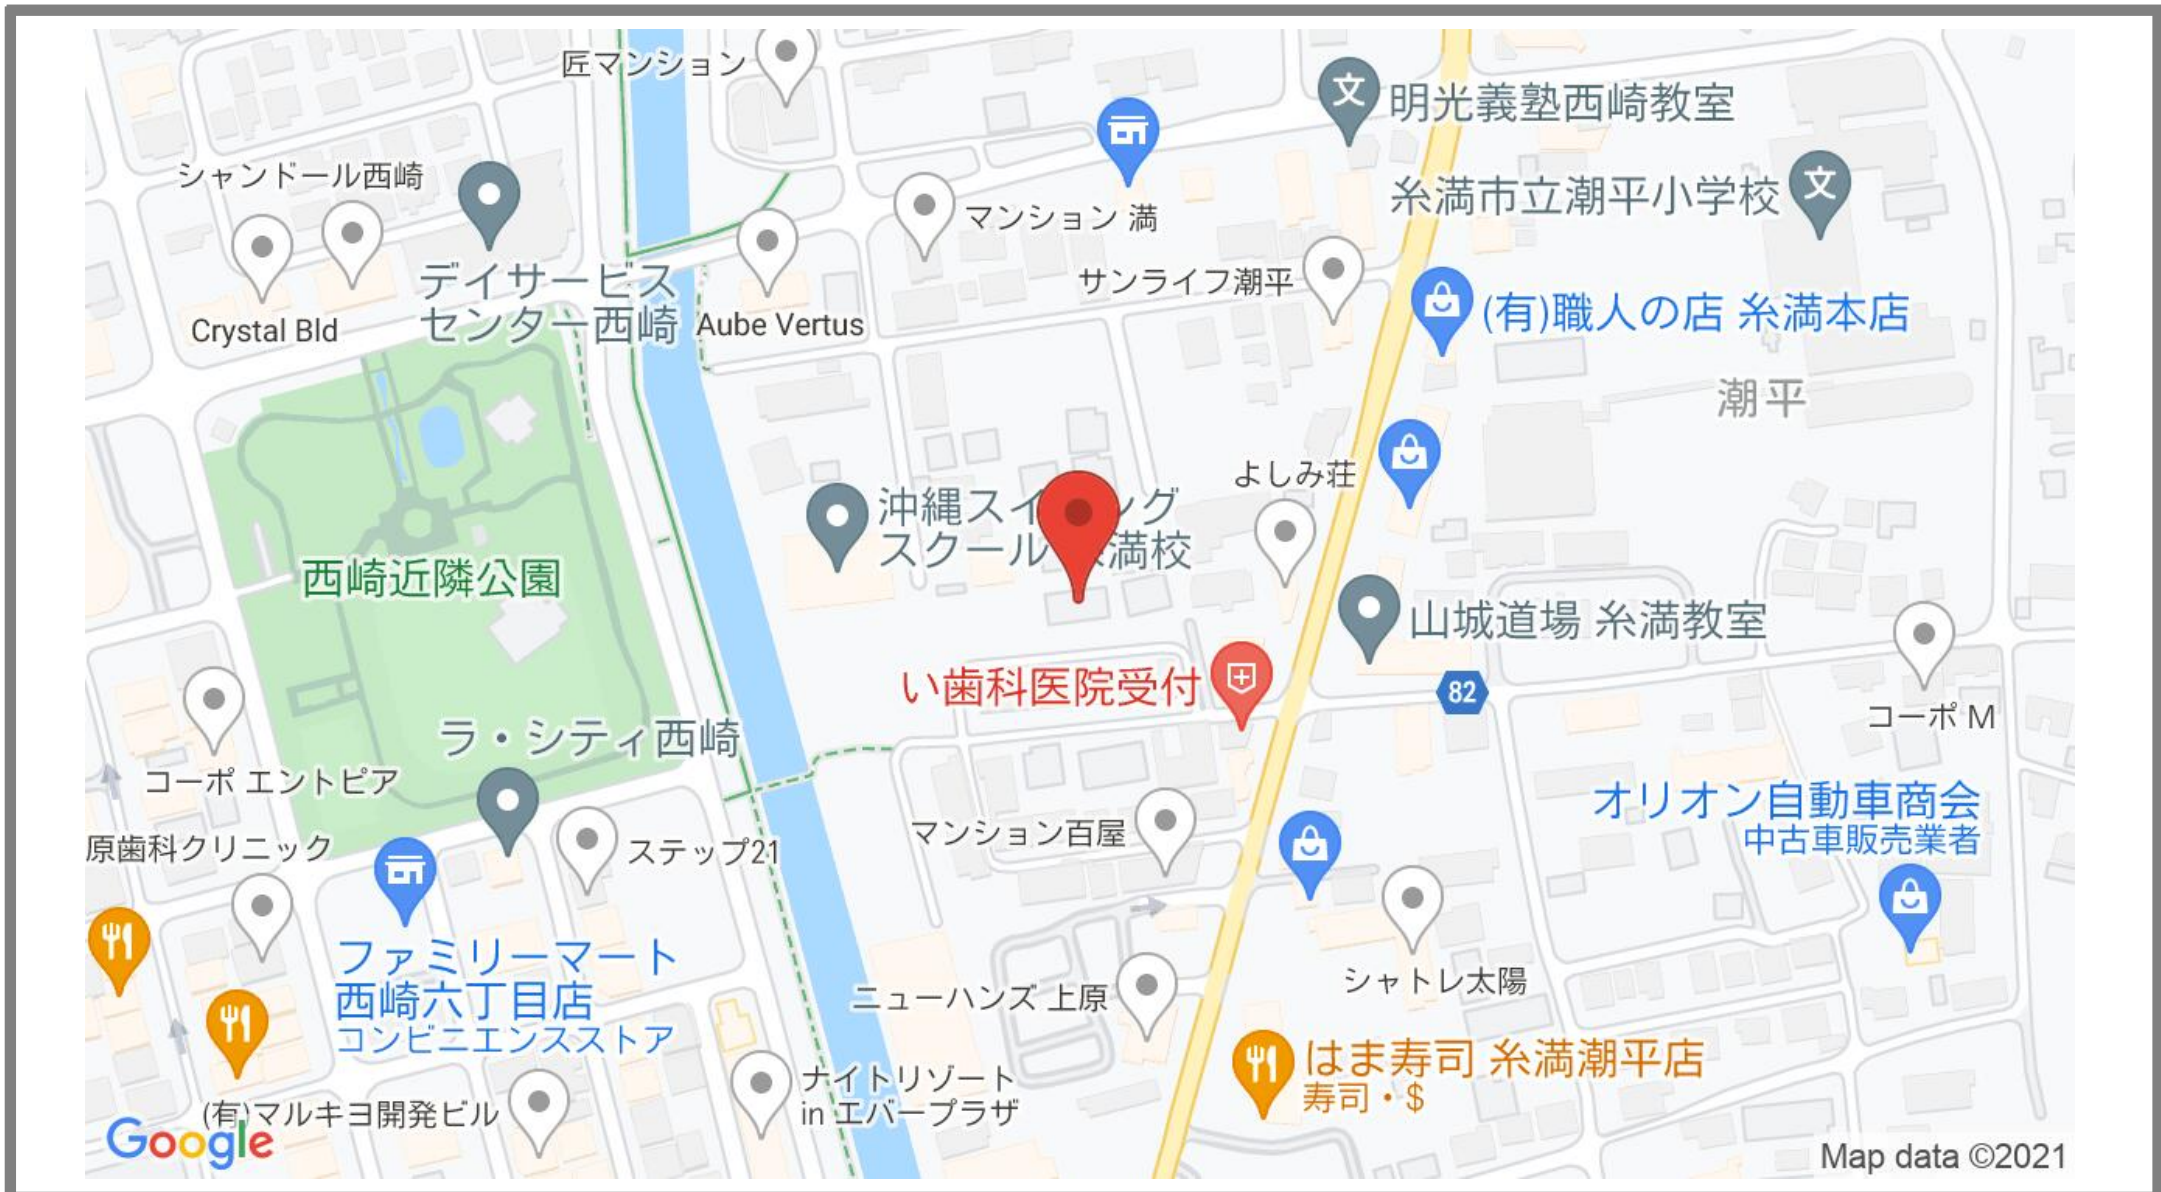 匠マンション
明光義塾西崎教室
シャンドール西崎
糸満市立潮平小学校
マンション 満
サンライフ潮平
デイサービス
センター西崎
(有)職人の店 糸満本店
Crystal Bld
Aube Vertus
潮平
よしみ荘
沖縄スイ
ング
スクール
満校
西崎近隣公園
山城道場 糸満教室
い歯科医院受付
82
コーポ M
ラ・シティ西崎
コーポ エントピア
オリオン自動車商会
中古車販売業者
マンション百屋
原歯科クリニック
ステップ21
ファミリーマート
西崎六丁目店
コンビニエンスストア
シャトレ太陽
ニューハンズ 上原
はま寿司 糸満潮平店
寿司・$
ナイトリゾート
in エバープラザ
(有)マルキヨ開発ビル
Google
Map data ©2021